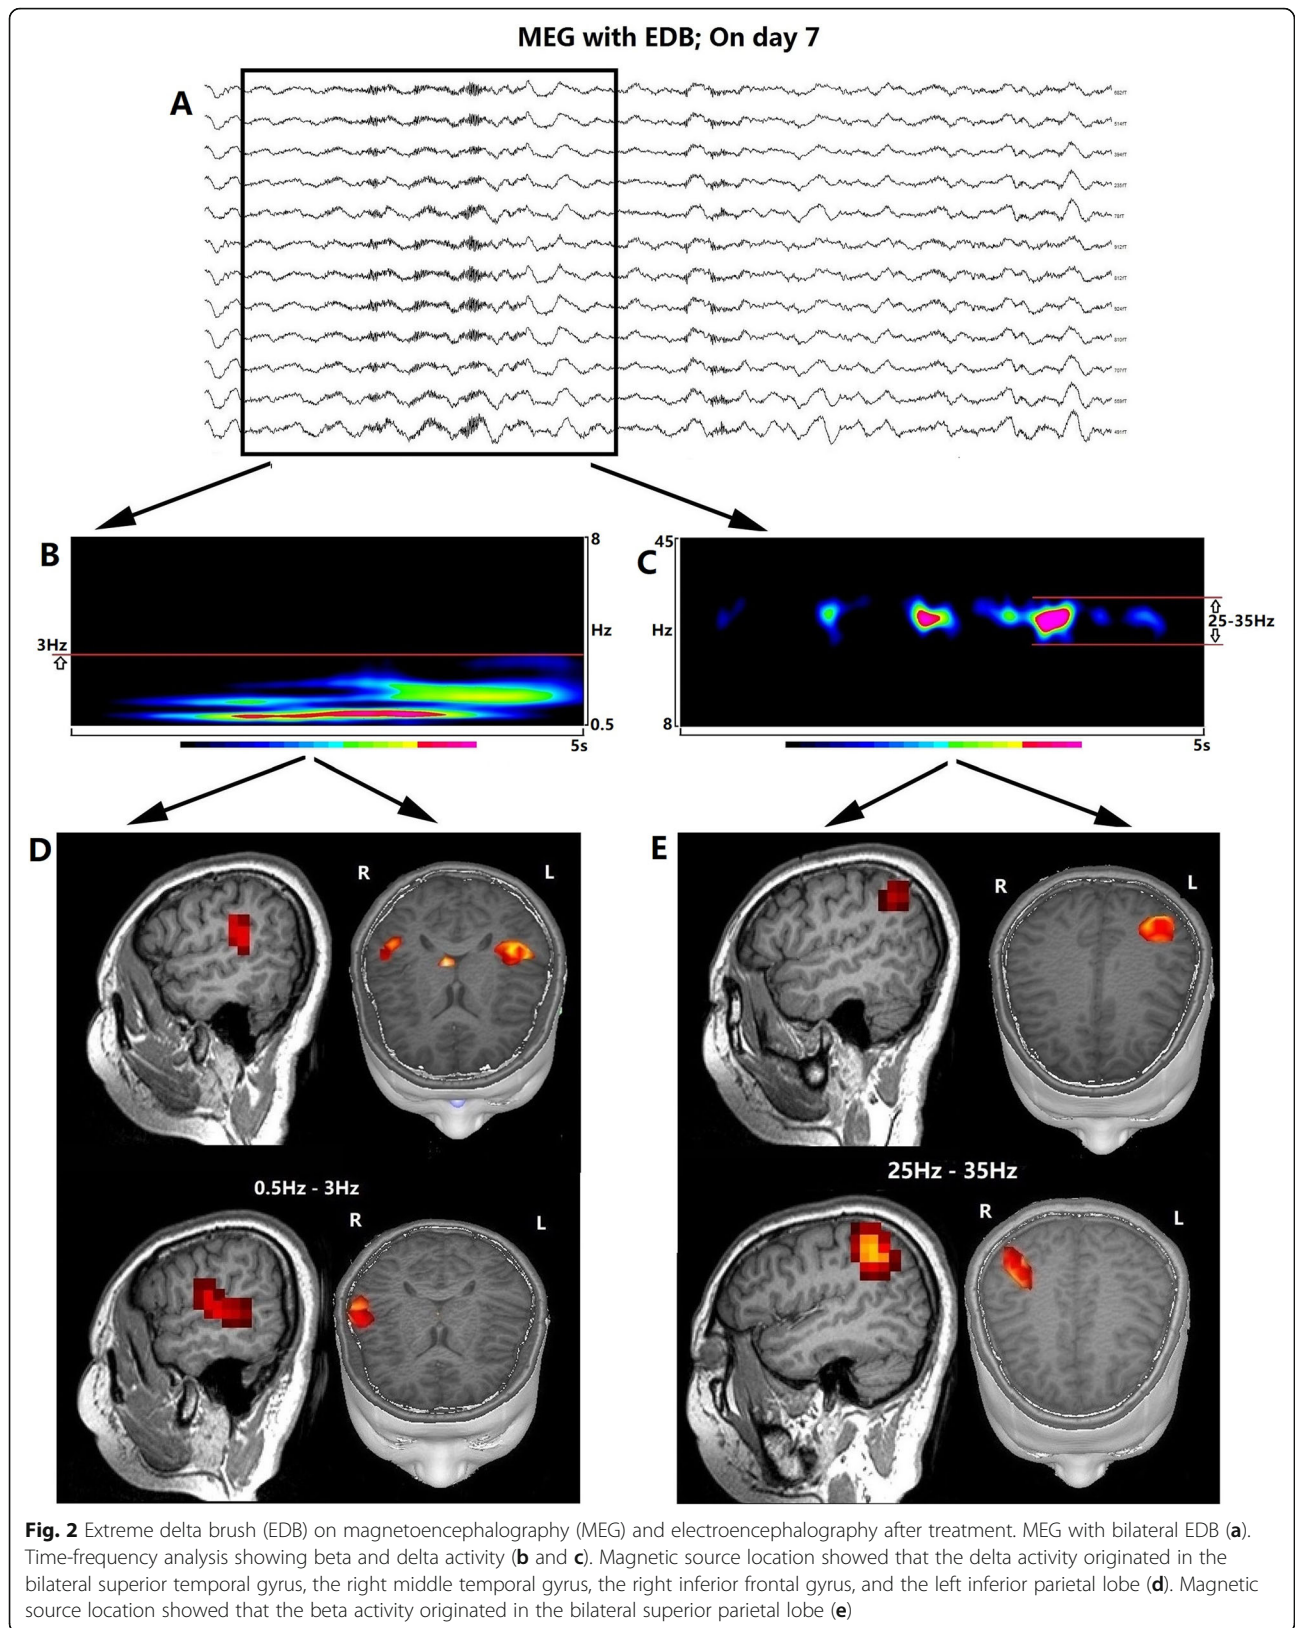 MEG with EDB; On day 7
A
B
8
3Hz
Hz
0.5
5s
C
45
Hz
8
25-35Hz
5s
D
R
L
0.5Hz - 3Hz
R
L
E
R
L
25Hz - 35Hz
R
L
Fig. 2 Extreme delta brush (EDB) on magnetoencephalography (MEG) and electroencephalography after treatment. MEG with bilateral EDB (a).
Time-frequency analysis showing beta and delta activity (b and c). Magnetic source location showed that the delta activity originated in the
bilateral superior temporal gyrus, the right middle temporal gyrus, the right inferior frontal gyrus, and the left inferior parietal lobe (d). Magnetic
source location showed that the beta activity originated in the bilateral superior parietal lobe (e)